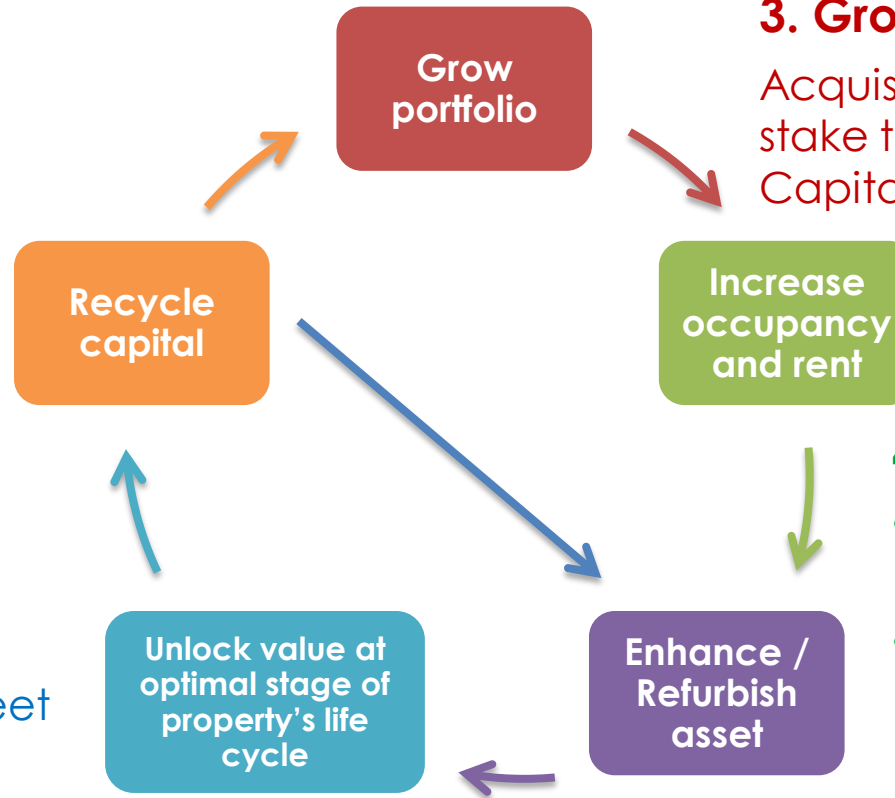 3. Gro
Grow
portfolio
Acquis
stake t
Capita
Recycle
capital
Increase
occupancy
and rent
Unlock value at
optimal stage of
property's life
cycle
eet
Enhance /
Refurbish
asset